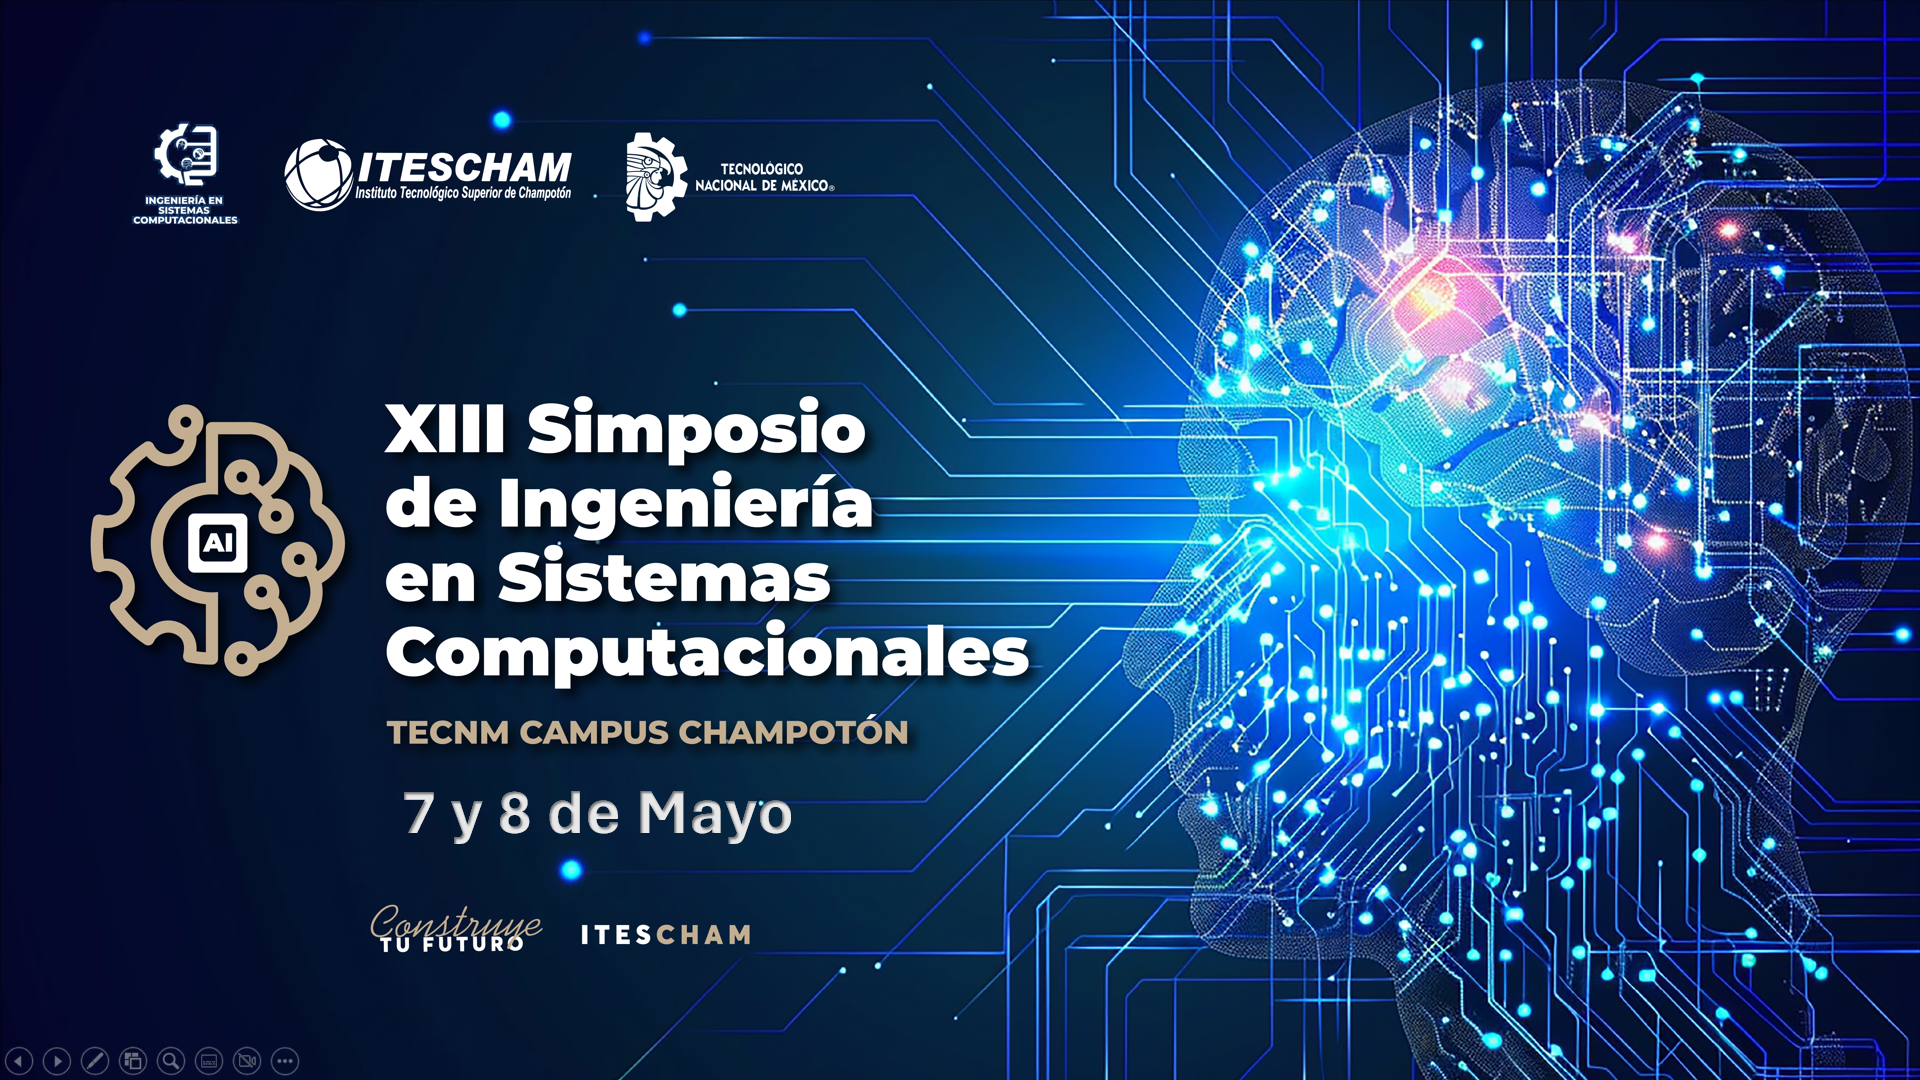 INGENIERÍA EN
SISTEMAS
COMPUTACIONALES
ITESCHAM
Instituto Tecnológico Superior de Champotón
TECNOLÓGICO
NACIONAL DE MÉXICO®
AI
XIII Simposio
de Ingeniería
en Sistemas
Computacionales
TECNM CAMPUS CHAMPOTÓN
7 y 8 de Mayo
Construye
TU FUTURO
ITESCHAM